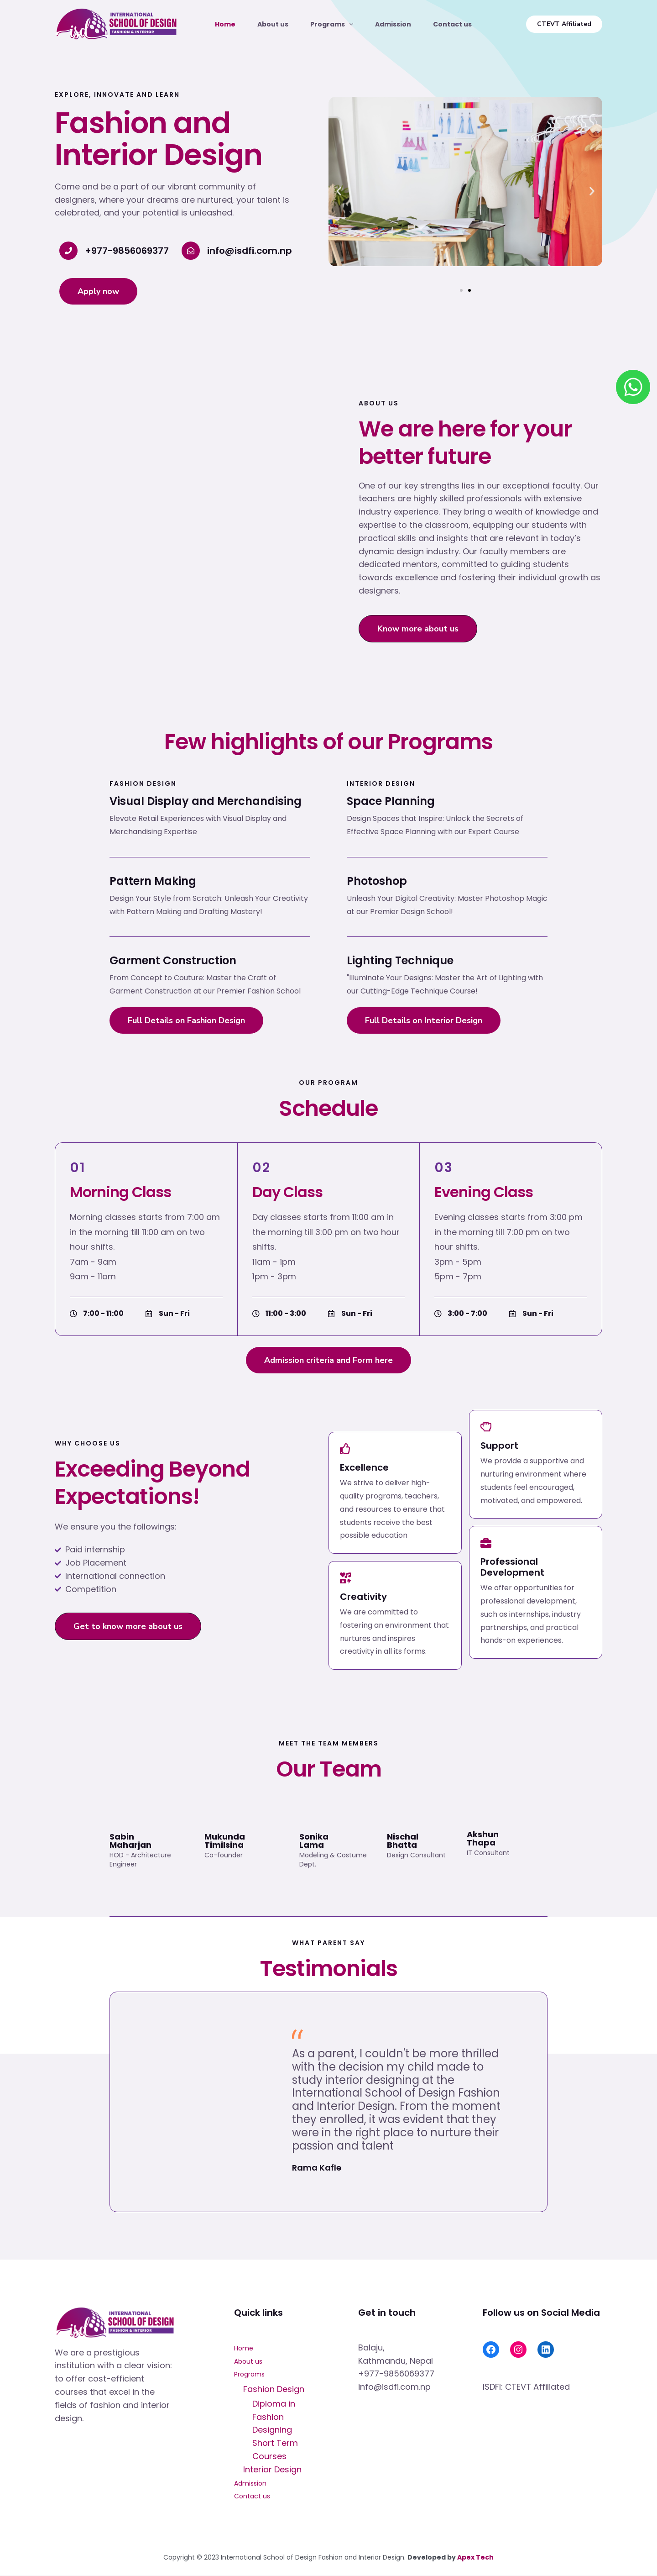 INTERNATIONAL
SCHOOL OF DESIGN
FASHION & INTERIOR
isd
Home
About us
Programs
Admission
Contact us
CTEVT Affiliated
EXPLORE, INNOVATE AND LEARN
Fashion and
Interior Design
Come and be a part of our vibrant community of
designers, where your dreams are nurtured, your talent is
celebrated, and your potential is unleashed.
+977-9856069377
info@isdfi.com.np
Apply now
ABOUT US
We are here for your
better future
One of our key strengths lies in our exceptional faculty. Our
teachers are highly skilled professionals with extensive
industry experience. They bring a wealth of knowledge and
expertise to the classroom, equipping our students with
practical skills and insights that are relevant in today’s
dynamic design industry. Our faculty members are
dedicated mentors, committed to guiding students
towards excellence and fostering their individual growth as
designers.
Know more about us
Few highlights of our Programs
FASHION DESIGN
Visual Display and Merchandising
Elevate Retail Experiences with Visual Display and
Merchandising Expertise
Pattern Making
Design Your Style from Scratch: Unleash Your Creativity
with Pattern Making and Drafting Mastery!
Garment Construction
From Concept to Couture: Master the Craft of
Garment Construction at our Premier Fashion School
Full Details on Fashion Design
INTERIOR DESIGN
Space Planning
Design Spaces that Inspire: Unlock the Secrets of
Effective Space Planning with our Expert Course
Photoshop
Unleash Your Digital Creativity: Master Photoshop Magic
at our Premier Design School!
Lighting Technique
"Illuminate Your Designs: Master the Art of Lighting with
our Cutting-Edge Technique Course!
Full Details on Interior Design
OUR PROGRAM
Schedule
01
Morning Class
Morning classes starts from 7:00 am
in the morning till 11:00 am on two
hour shifts.
7am - 9am
9am - 11am
7:00 - 11:00
Sun - Fri
02
Day Class
Day classes starts from 11:00 am in
the morning till 3:00 pm on two hour
shifts.
11am - 1pm
1pm - 3pm
11:00 - 3:00
Sun - Fri
03
Evening Class
Evening classes starts from 3:00 pm
in the morning till 7:00 pm on two
hour shifts.
3pm - 5pm
5pm - 7pm
3:00 - 7:00
Sun - Fri
Admission criteria and Form here
WHY CHOOSE US
Exceeding Beyond
Expectations!
We ensure you the followings:
Paid internship
Job Placement
International connection
Competition
Get to know more about us
Excellence
We strive to deliver high-
quality programs, teachers,
and resources to ensure that
students receive the best
possible education
Creativity
We are committed to
fostering an environment that
nurtures and inspires
creativity in all its forms.
Support
We provide a supportive and
nurturing environment where
students feel encouraged,
motivated, and empowered.
Professional
Development
We offer opportunities for
professional development,
such as internships, industry
partnerships, and practical
hands-on experiences.
MEET THE TEAM MEMBERS
Our Team
Sabin
Maharjan
HOD - Architecture
Engineer
Mukunda
Timilsina
Co-founder
Sonika
Lama
Modeling & Costume
Dept.
Nischal
Bhatta
Design Consultant
Akshun
Thapa
IT Consultant
WHAT PARENT SAY
Testimonials
As a parent, I couldn't be more thrilled
with the decision my child made to
study interior designing at the
International School of Design Fashion
and Interior Design. From the moment
they enrolled, it was evident that they
were in the right place to nurture their
passion and talent
Rama Kafle
INTERNATIONAL
SCHOOL OF DESIGN
FASHION & INTERIOR
isd
We are a prestigious
institution with a clear vision:
to offer cost-efficient
courses that excel in the
fields of fashion and interior
design.
Quick links
Home
About us
Programs
Fashion Design
Diploma in
Fashion
Designing
Short Term
Courses
Interior Design
Admission
Contact us
Get in touch
Balaju,
Kathmandu, Nepal
+977-9856069377
info@isdfi.com.np
Follow us on Social Media
ISDFI: CTEVT Affiliated
Copyright © 2023 International School of Design Fashion and Interior Design. Developed by Apex Tech